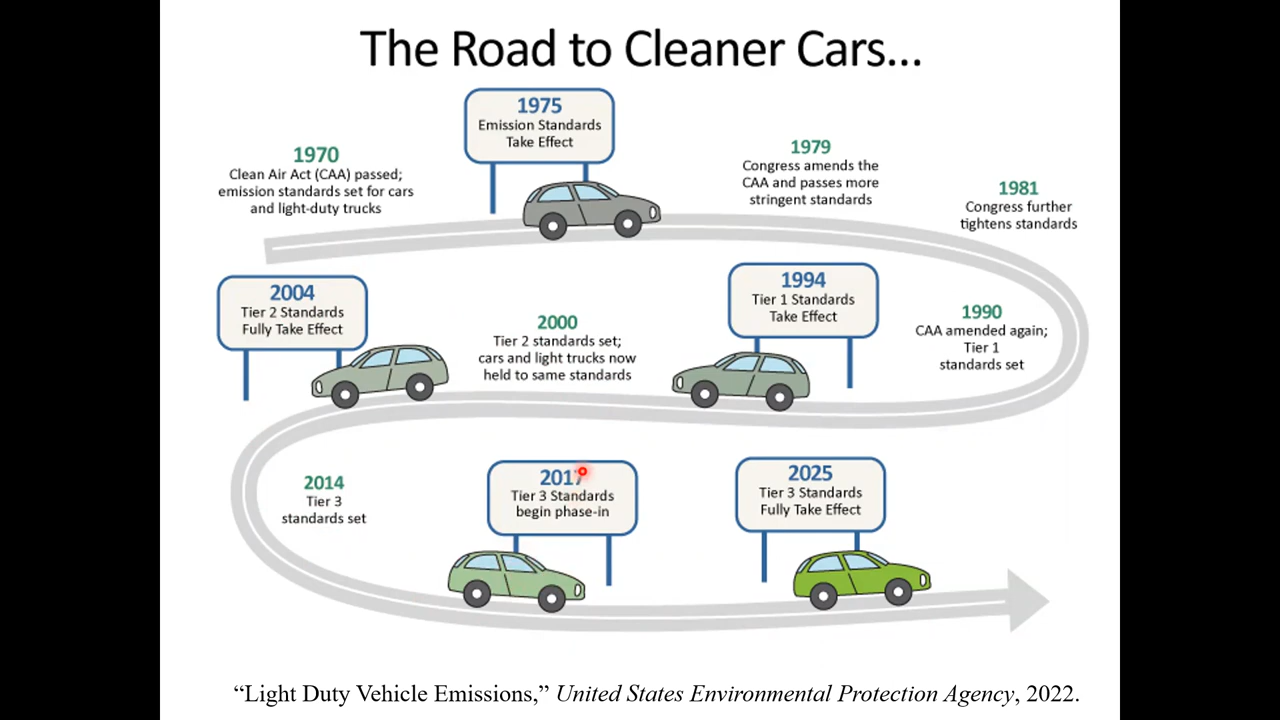 The Road to Cleaner Cars...
1970
Clean Air Act (CAA) passed;
emission standards set for cars
and light-duty trucks
1975
Emission Standards
Take Effect
1979
Congress amends the
CAA and passes more
stringent standards
1981
Congress further
tightens standards
1990
CAA amended again;
Tier 1
standards set
1994
Tier 1 Standards
Take Effect
2000
Tier 2 standards set;
cars and light trucks now
held to same standards
2004
Tier 2 Standards
Fully Take Effect
2014
Tier 3
standards set
2017
Tier 3 Standards
begin phase-in
2025
Tier 3 Standards
Fully Take Effect
“Light Duty Vehicle Emissions,” United States Environmental Protection Agency, 2022.